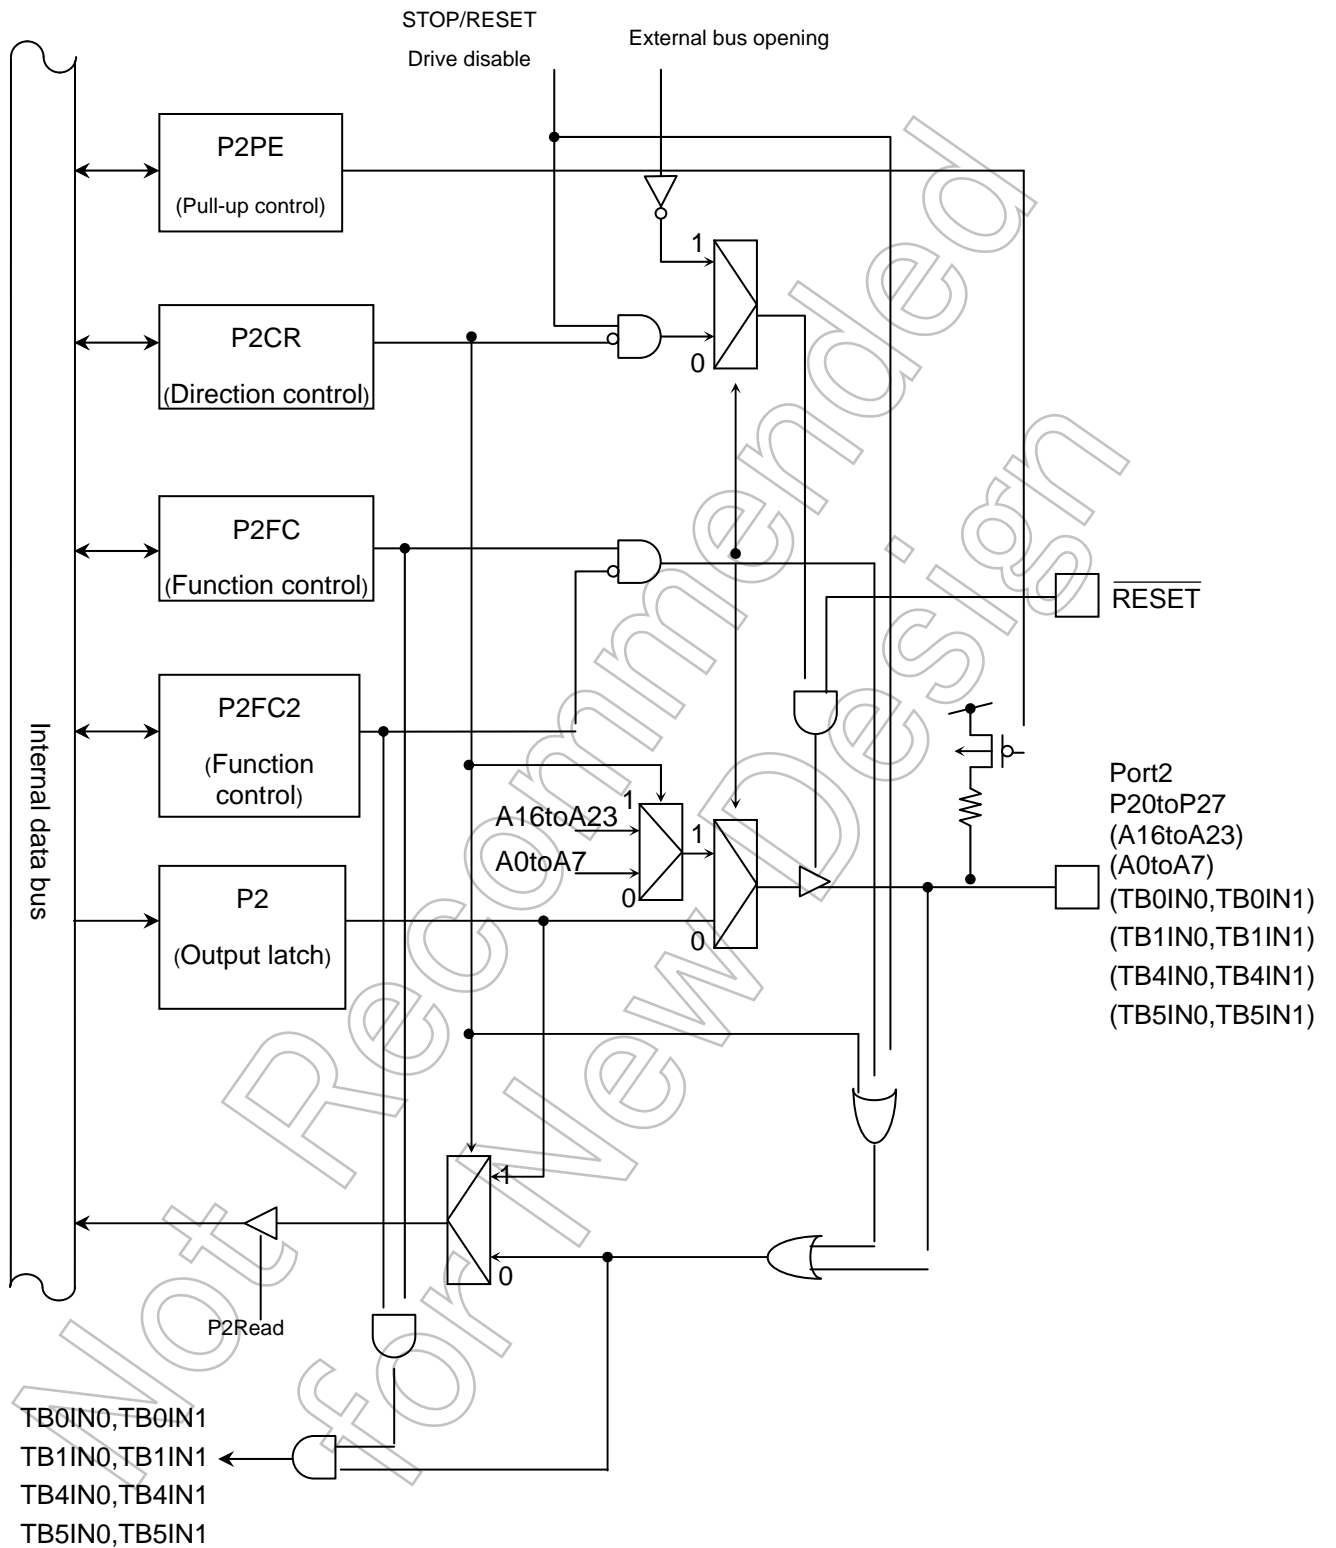 STOP/RESET
Drive disable
External bus opening
P2PE
(Pull-up control)
1
P2CR
(Direction control)
0
P2FC
(Function control)
RESET
P2FC2
(Function
control)
Internal data bus
A16toA23
A0toA7
1
0
1
0
P2
(Output latch)
Port2
P20toP27
(A16toA23)
(A0toA7)
(TB0IN0,TB0IN1)
(TB1IN0,TB1IN1)
(TB4IN0,TB4IN1)
(TB5IN0,TB5IN1)
1
0
P2Read
TB0IN0,TB0IN1
TB1IN0,TB1IN1
TB4IN0,TB4IN1
TB5IN0,TB5IN1
Not Recommended
for New Design